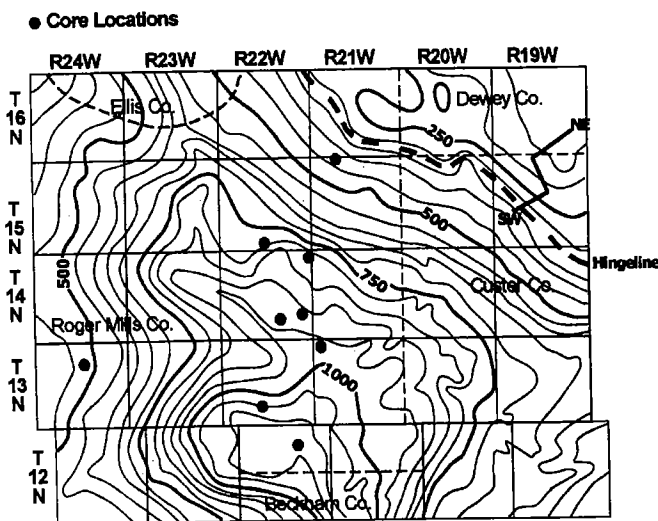 Core Locations
R24W R23W R22W R21W R20W R19W
T 16 N
Ellis Co.
Dewey Co.
250
NE
SW
T 15 N
500
Hingeline
T 14 N
500
750
Custer Co.
Roger Mills Co.
T 13 N
1000
T 12 N
Beckham Co.